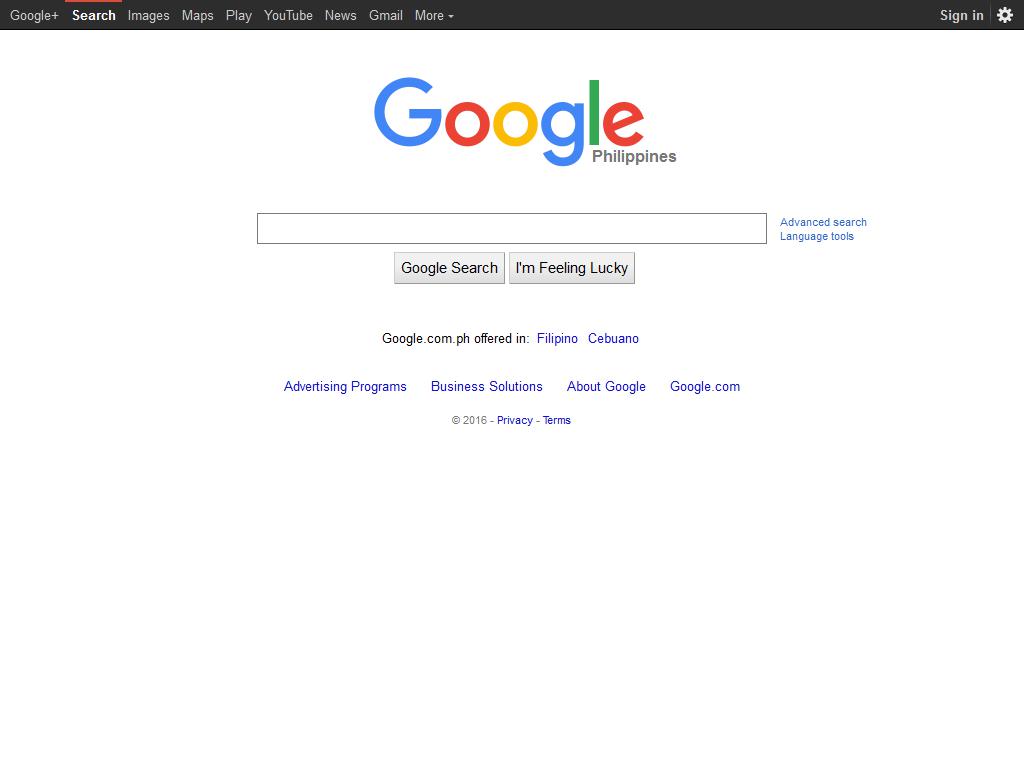 Google+ Search Images Maps Play YouTube News Gmail More Sign in
Google
Philippines
Advanced search
Language tools
Google Search I'm Feeling Lucky
Google.com.ph offered in: Filipino Cebuano
Advertising Programs Business Solutions About Google Google.com
© 2016 - Privacy - Terms